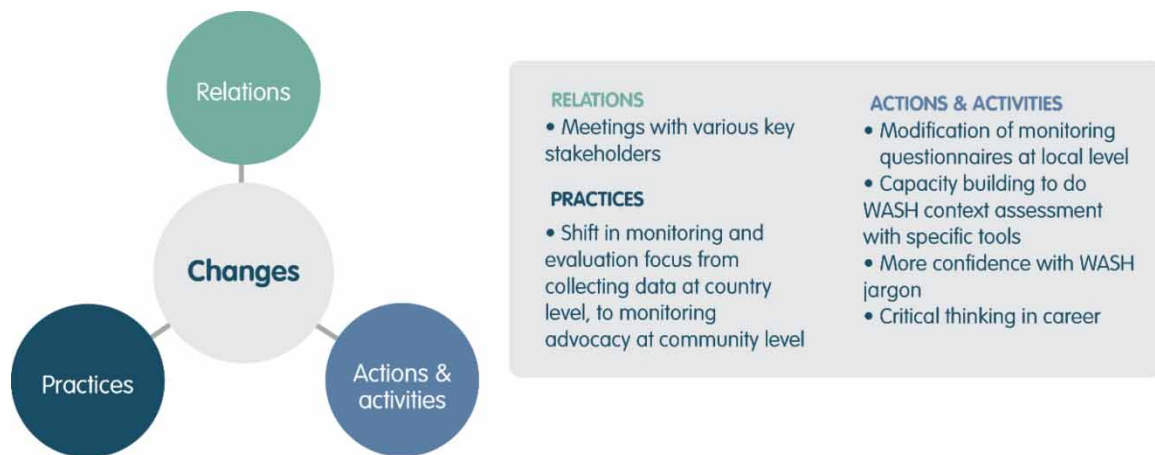 Relations
Changes
Practices
Actions &
activities
RELATIONS
• Meetings with various key
stakeholders
PRACTICES
• Shift in monitoring and
evaluation focus from
collecting data at country
level, to monitoring
advocacy at community level
ACTIONS & ACTIVITIES
• Modification of monitoring
questionnaires at local level
• Capacity building to do
WASH context assessment
with specific tools
• More confidence with WASH
jargon
• Critical thinking in career